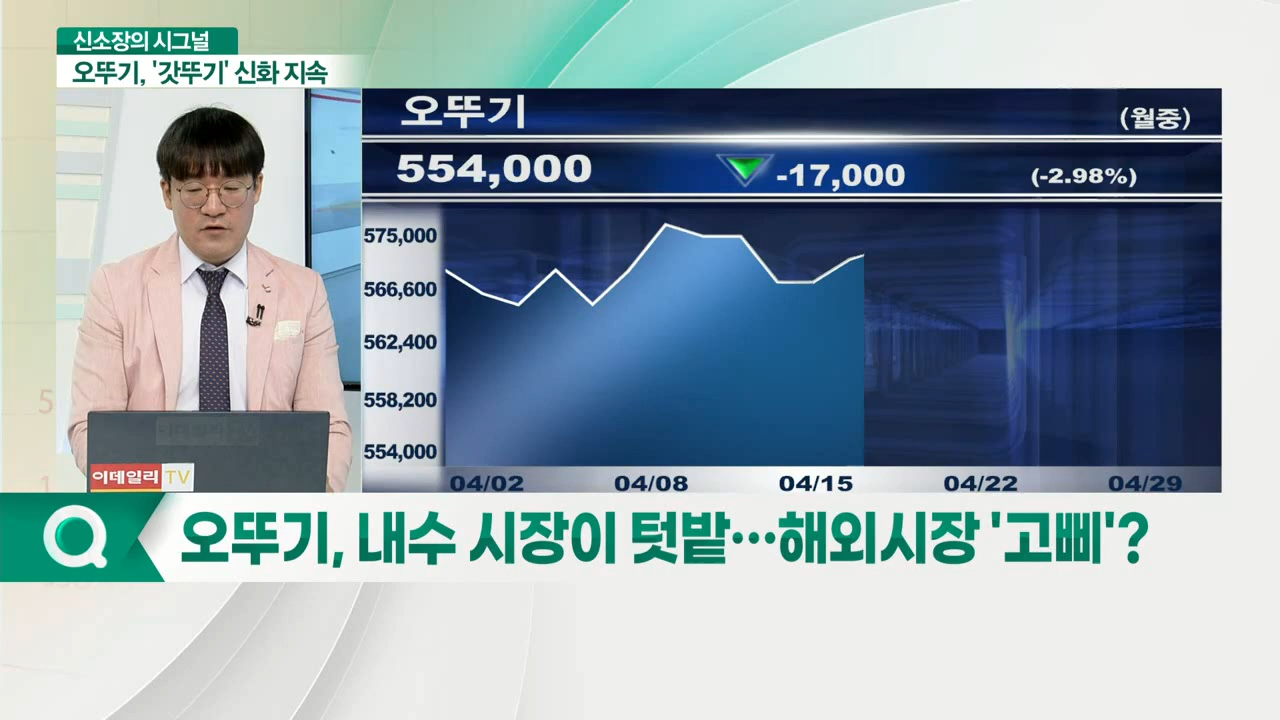 신소장의 시그널
오뚜기, '갓뚜기' 신화 지속
오뚜기
(월중)
554,000
-17,000
(-2.98%)
575,000
566,600
562,400
558,200
554,000
04/02
04/08
04/15
04/22
04/29
이데일리 TV
오뚜기, 내수 시장이 텃밭…해외시장 '고삐'?